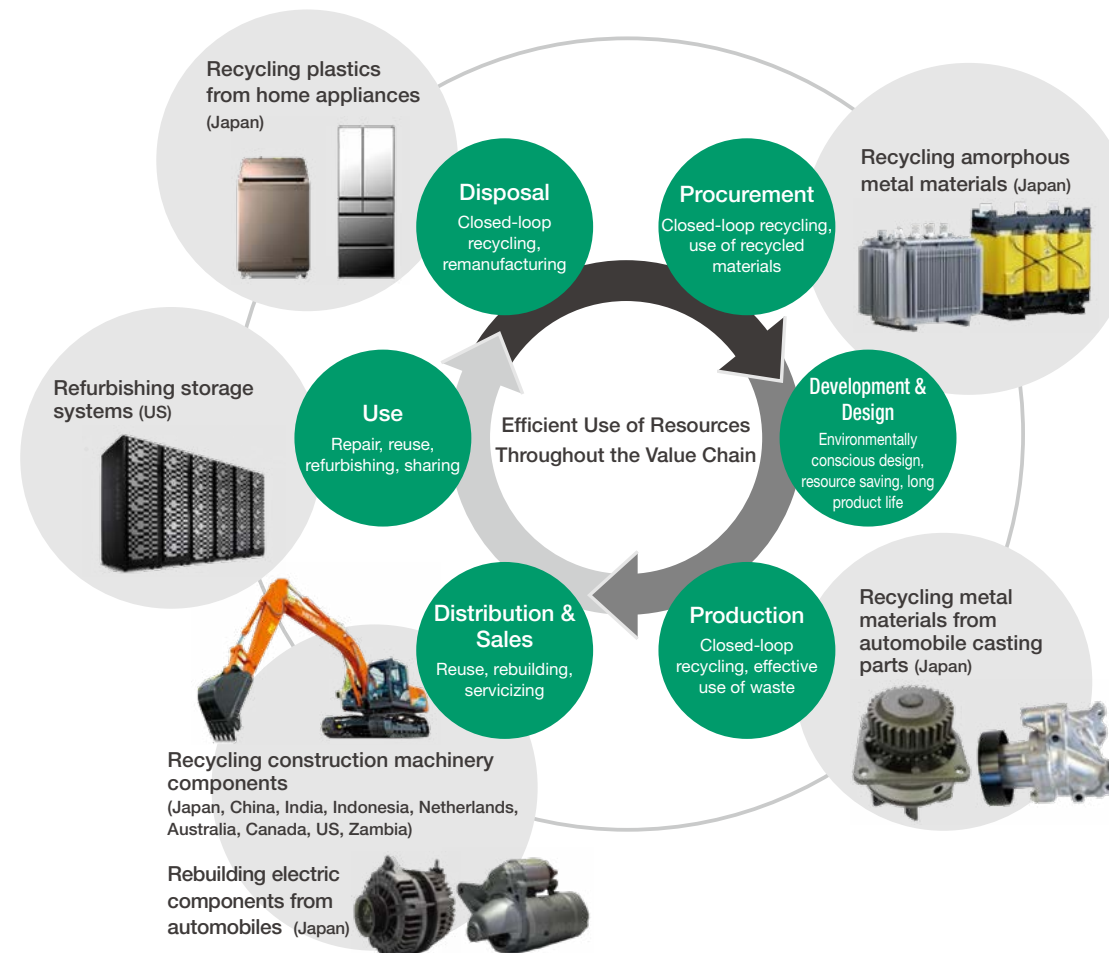 Recycling plastics
from home appliances
(Japan)
Disposal
Closed-loop
recycling,
remanufacturing
Procurement
Closed-loop recycling,
use of recycled
materials
Recycling amorphous
metal materials (Japan)
Refurbishing storage
systems (US)
Use
Repair, reuse,
refurbishing, sharing
Efficient Use of Resources
Throughout the Value Chain
Development &
Design
Environmentally
conscious design,
resource saving, long
product life
Distribution &
Sales
Reuse, rebuilding,
servicizing
Production
Closed-loop
recycling, effective
use of waste
Recycling metal
materials from
automobile casting
parts (Japan)
HITACHI
Recycling construction machinery
components
(Japan, China, India, Indonesia, Netherlands,
Australia, Canada, US, Zambia)
Rebuilding electric
components from
automobiles (Japan)